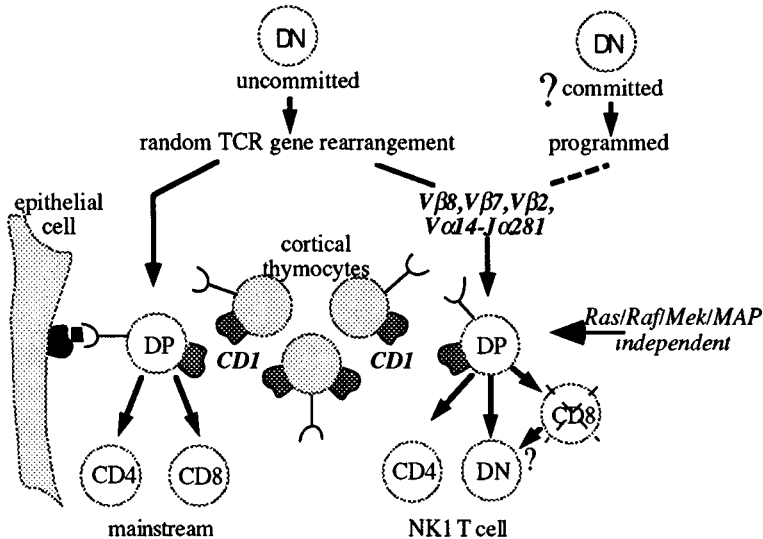 DN
DN
uncommitted
? committed
random TCR gene rearrangement
programmed
Vβ8,Vβ7,Vβ2,
Vα14-Jα281
epithelial
cell
cortical
thymocytes
DP
CD1
CD1
DP
Ras/Raf/Mek/MAP
independent
CD8
CD4
CD8
CD4
DN
?
mainstream
NK1 T cell